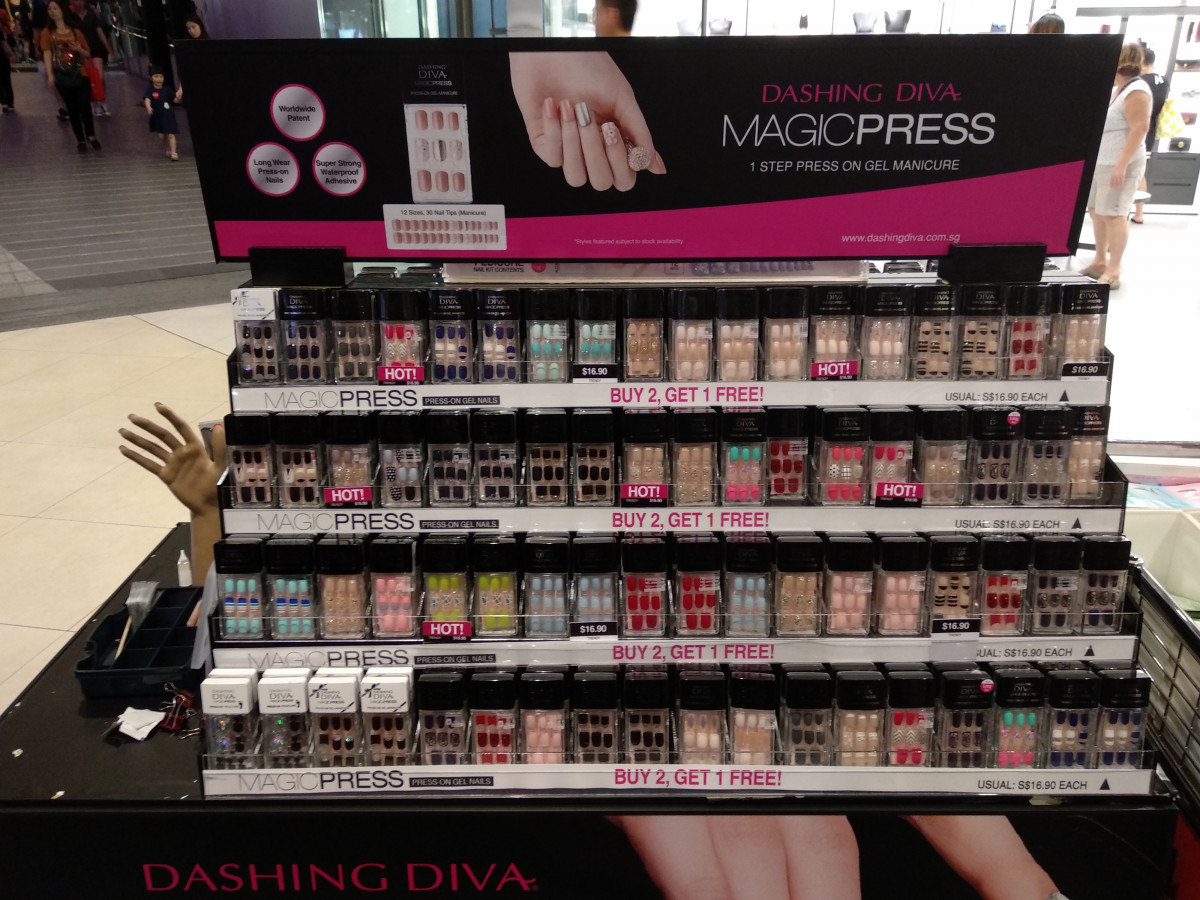 Worldwide
Patent
Long Wear
Press-on
Nails
Super Strong
Waterproof
Adhesive
DASHING
DIVA
MAGICPRESS
12 Sizes, 30 Nail Tips (Manicure)
DASHING DIVA
MAGICPRESS
1 STEP PRESS ON GEL MANICURE
*Styles featured subject to stock availability
www.dashingdiva.com.sg
PEDICURE
NAIL KIT CONTENTS:
HOT!
$16.90
HOT!
$16.90
MAGICPRESS PRESS-ON GEL NAILS BUY 2, GET 1 FREE! USUAL: S$16.90 EACH
HOT!
HOT!
HOT!
MAGICPRESS PRESS-ON GEL NAILS BUY 2, GET 1 FREE! USUAL: S$16.90 EACH
HOT!
$16.90
$16.90
MAGICPRESS PRESS-ON GEL NAILS BUY 2, GET 1 FREE! USUAL: S$16.90 EACH
MAGICPRESS PRESS-ON GEL NAILS BUY 2, GET 1 FREE! USUAL: S$16.90 EACH
DASHING DIVA